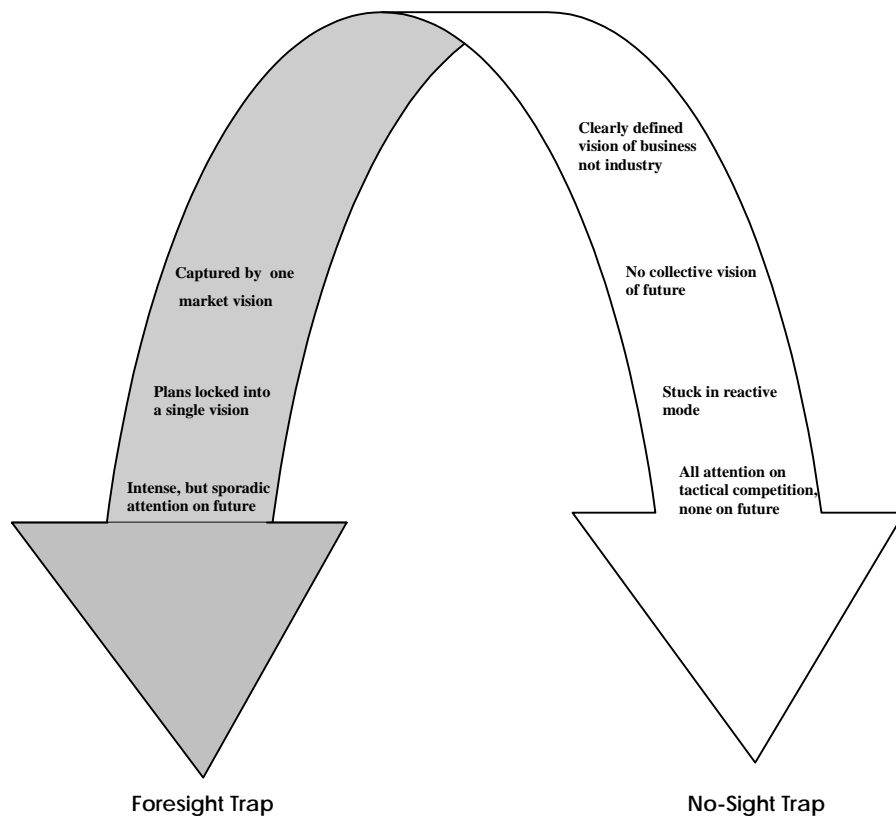 Captured by one
market vision
Plans locked into
a single vision
Intense, but sporadic
attention on future
Foresight Trap
Clearly defined
vision of business
not industry
No collective vision
of future
Stuck in reactive
mode
All attention on
tactical competition,
none on future
No-Sight Trap